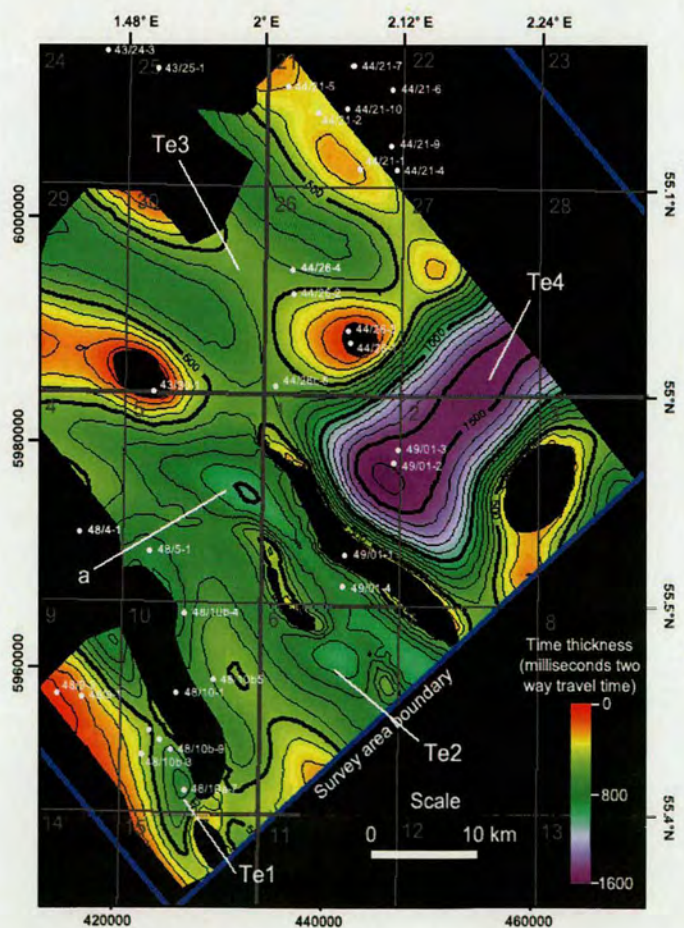 1.48° E 2° E 2.12° E 2.24° E
24 25 21 22 23
43/24-3
43/25-1
44/21-7
44/21-5
44/21-6
44/21-10
44/21-2
44/21-9
44/21-1
44/21-4
Te3
500
55.1°N
29 30 26 27 28
6000000
44/26-4
Te4
1000
500
55°N
4 1 2
1500
5980000
49/01-3
49/01-2
500
48/4-1
48/5-1
49/01-1
a
49/01-4
9 10 6 8
55.5°N
48/10b-4
Time thickness
(milliseconds two
way travel time)
5960000
48/10b5
48/10-1
0
Survey area boundary
Te2
48/10b-9
48/10b-3
800
Scale
0 10 km
14 15 11 12 13
55.4°N
Te1
1600
420000 440000 460000